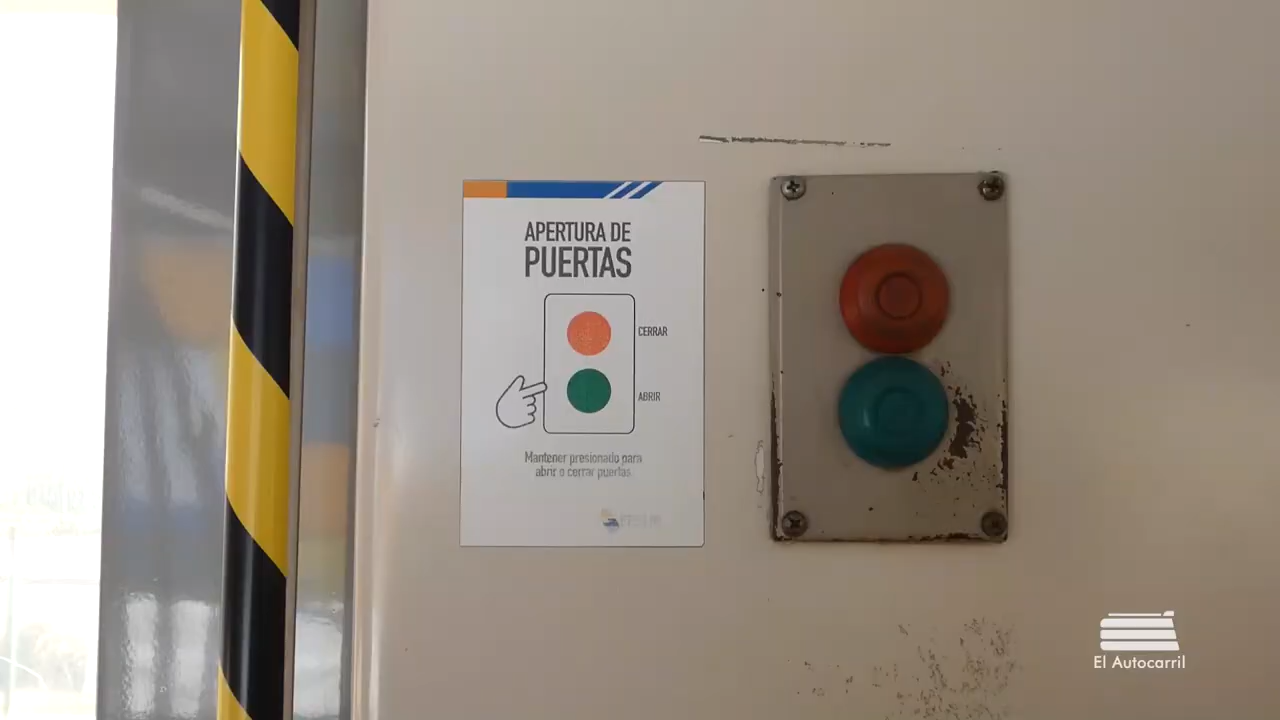 APERTURA DE
PUERTAS
CERRAR
ABRIR
Mantener presionado para
abrir o cerrar puertas.
El Autocarril